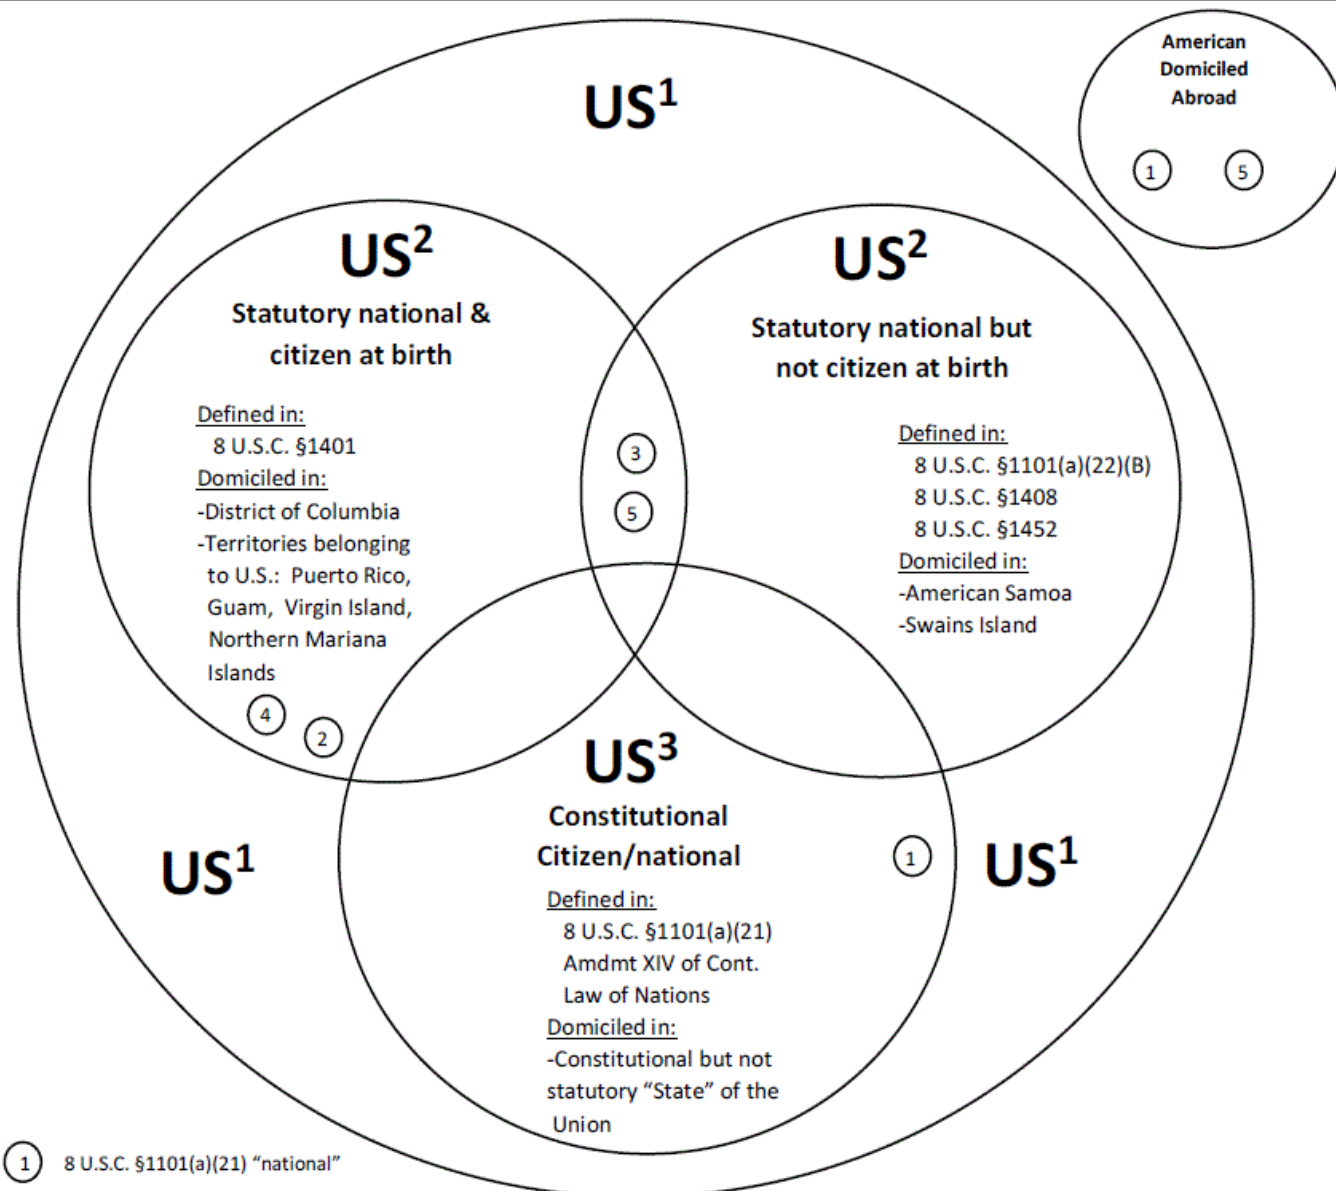 US1
American
Domiciled
Abroad
1
5
US2
Statutory national &
citizen at birth
Defined in:
8 U.S.C. §1401
Domiciled in:
-District of Columbia
-Territories belonging
to U.S.: Puerto Rico,
Guam, Virgin Island,
Northern Mariana
Islands
4
2
US2
Statutory national but
not citizen at birth
Defined in:
8 U.S.C. §1101(a)(22)(B)
8 U.S.C. §1408
8 U.S.C. §1452
Domiciled in:
-American Samoa
-Swains Island
3
5
US3
Constitutional
Citizen/national
Defined in:
8 U.S.C. §1101(a)(21)
Amdmt XIV of Cont.
Law of Nations
Domiciled in:
-Constitutional but not
statutory “State” of the
Union
1
US1
US1
1 8 U.S.C. §1101(a)(21) “national”